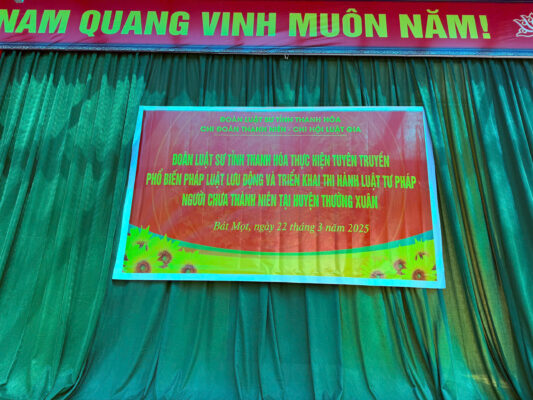 NAM QUANG VINH MUÔN NĂM!
ĐOÀN LUẬT SƯ TỈNH THANH HÓA
CHI ĐOÀN THANH NIÊN - CHI HỘI LUẬT GIA
ĐOÀN LUẬT SƯ TỈNH THANH HÓA THỰC HIỆN TUYÊN TRUYỀN
PHỔ BIẾN PHÁP LUẬT LƯU ĐỘNG VÀ TRIỂN KHAI THI HÀNH LUẬT TƯ PHÁP
NGƯỜI CHƯA THÀNH NIÊN TẠI HUYỆN THƯỜNG XUÂN
Bát Mọt, ngày 22 tháng 3 năm 2025